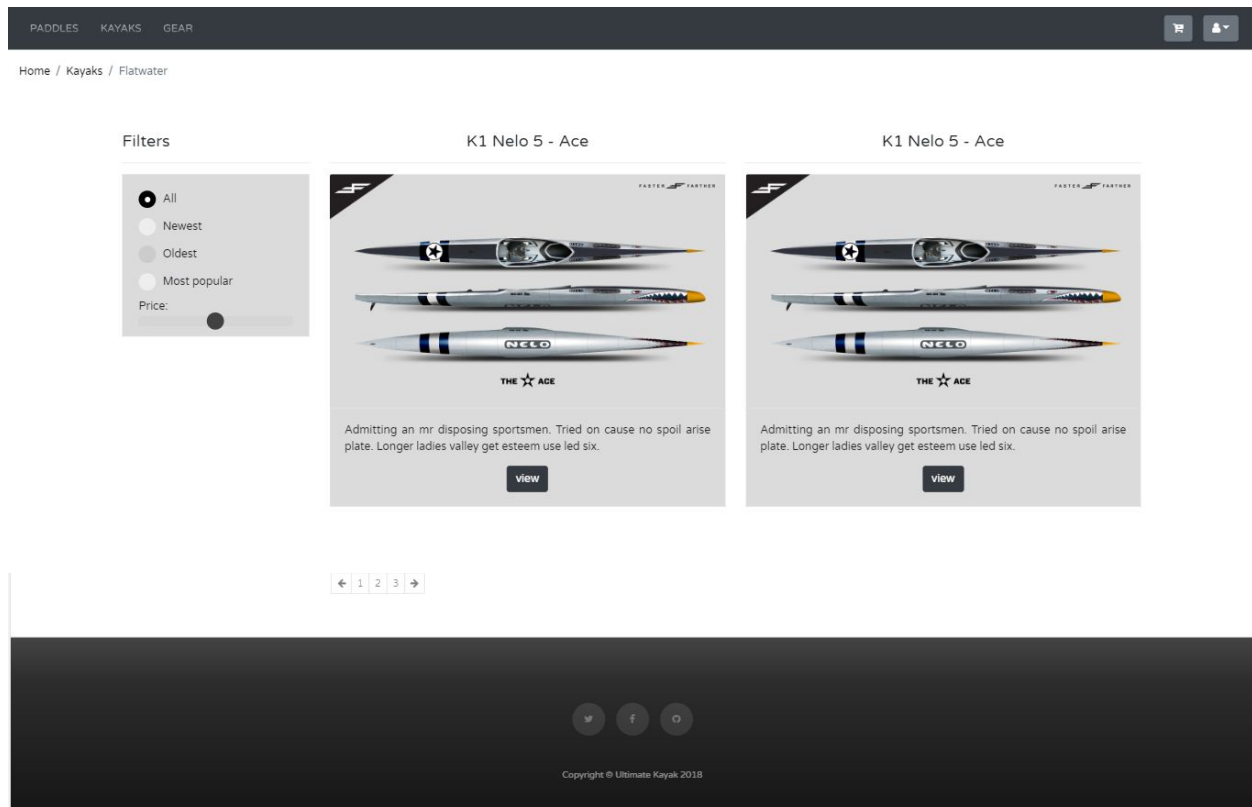 PADDLES KAYAKS GEAR
Home / Kayaks / Flatwater
Filters
All
Newest
Oldest
Most popular
Price:
K1 Nelo 5 - Ace
FASTER FARTHER
NELO
THE ACE
Admitting an mr disposing sportsmen. Tried on cause no spoil arise
plate. Longer ladies valley get esteem use led six.
view
K1 Nelo 5 - Ace
FASTER FARTHER
NELO
THE ACE
Admitting an mr disposing sportsmen. Tried on cause no spoil arise
plate. Longer ladies valley get esteem use led six.
view
1 2 3
Copyright © Ultimate Kayak 2018